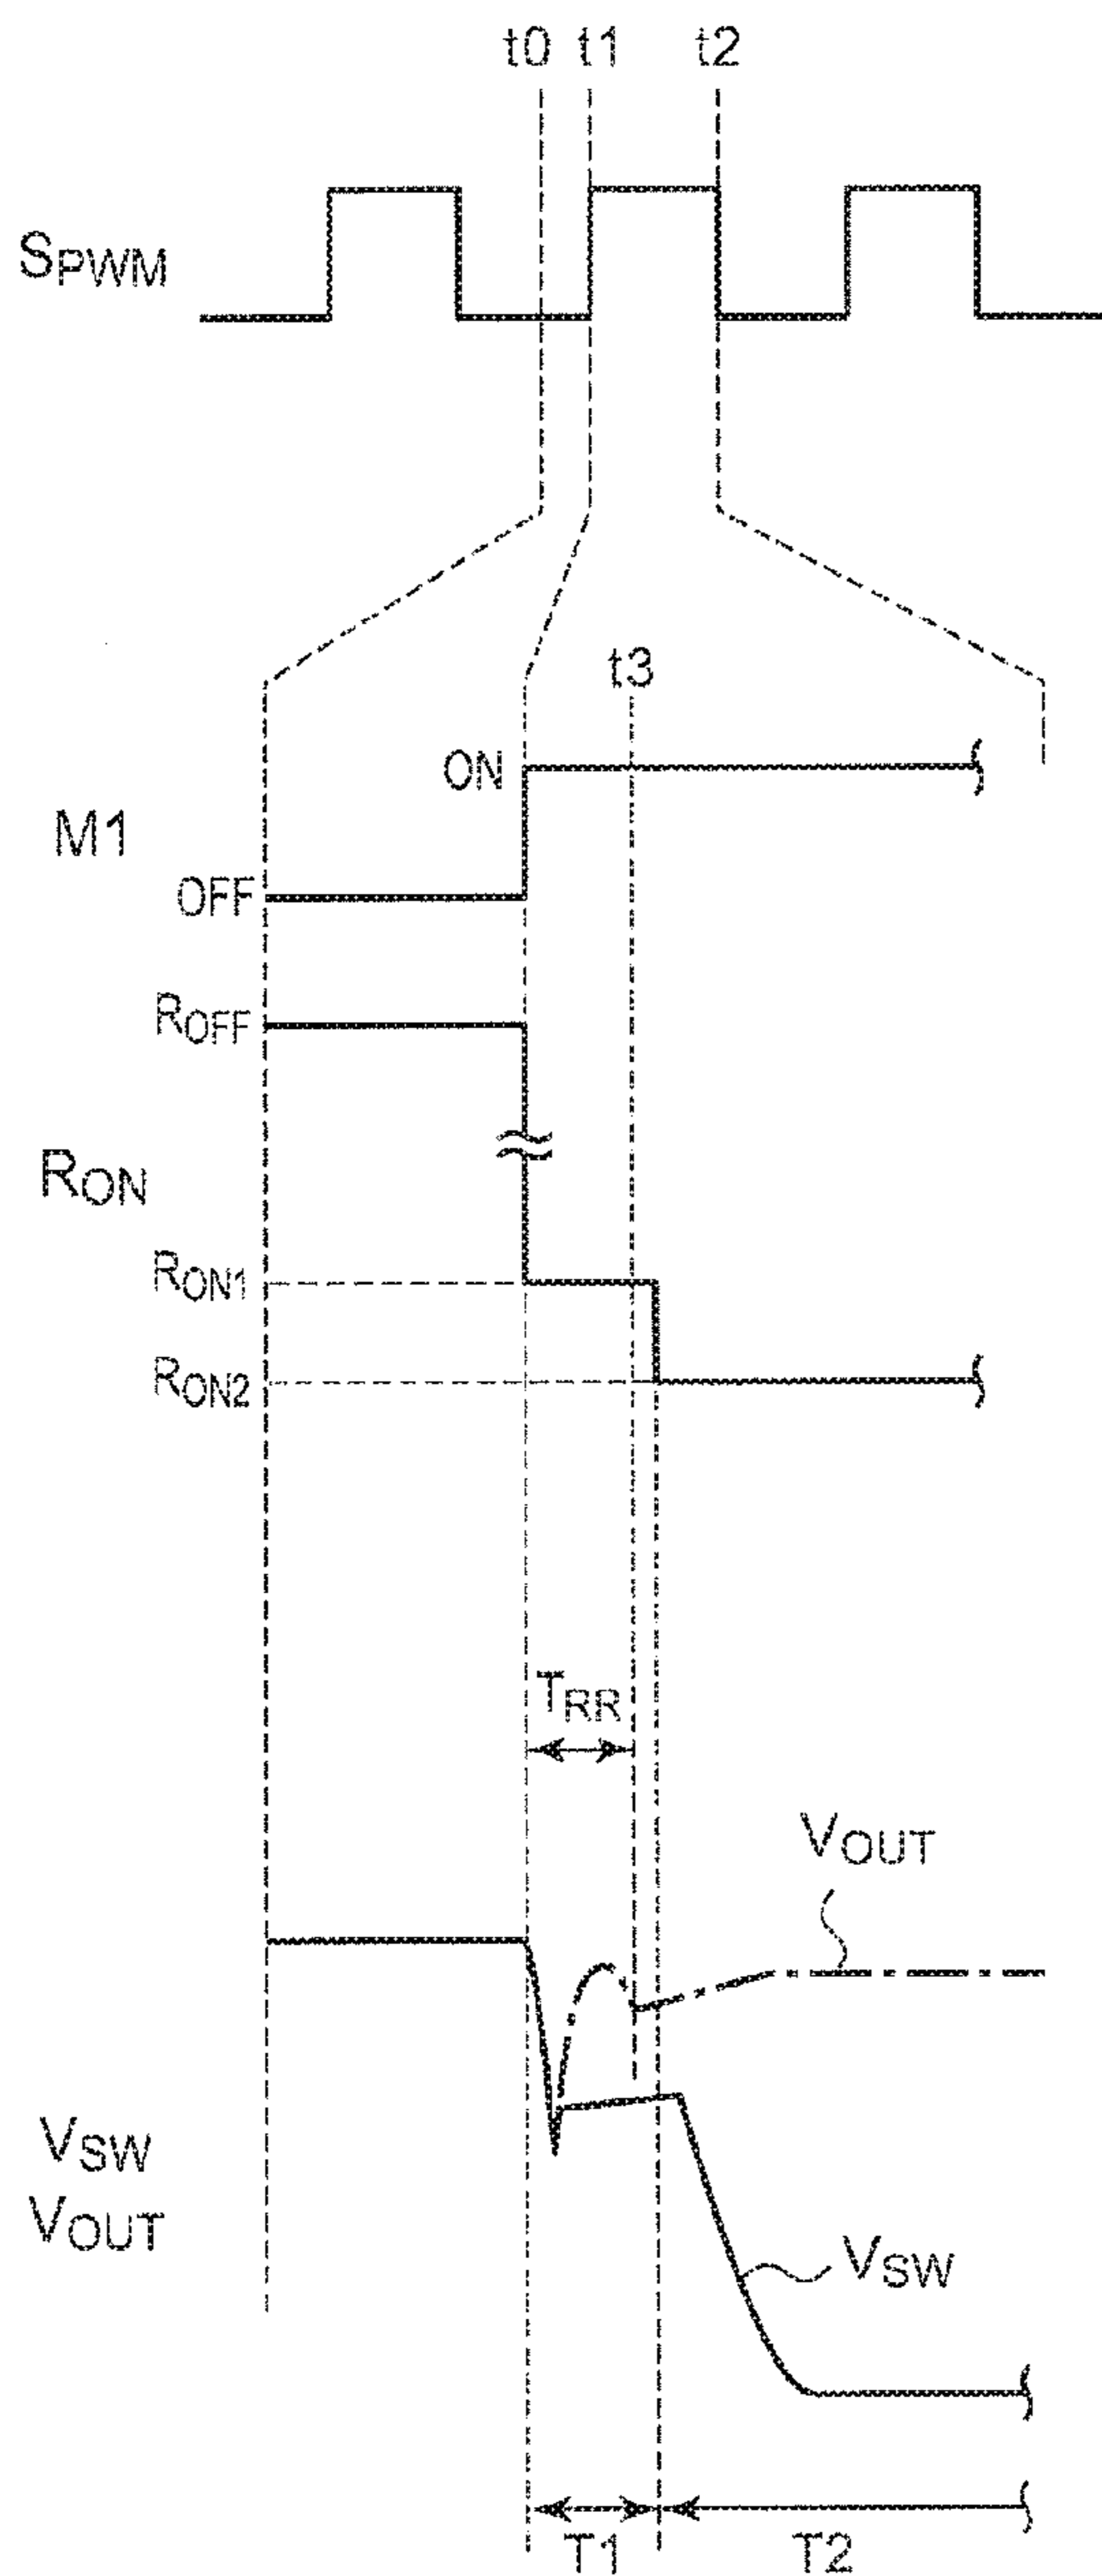 t0 t1 t2
SPWM
t3
ON
M1
OFF
ROFF
RON
RON1
RON2
TRR
VOUT
VSW
VOUT
VSW
T1 T2